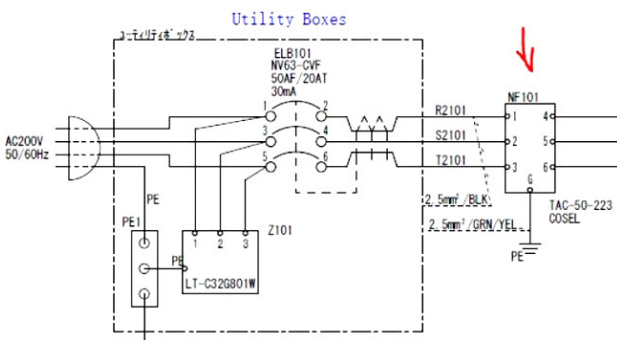 Utility Boxes
ユーティリティボックス
ELB101
NV63-CVF
50AF/20AT
30mA
1
2
3
4
5
6
AC200V
50/60Hz
R2101
S2101
T2101
NF101
1
4
2
5
3
6
G
2.5mm²/BLK
2.5mm²/GRN/YEL
TAC-50-223
COSEL
PE
PE
PE1
PE
Z101
1
2
3
LT-C32G801W